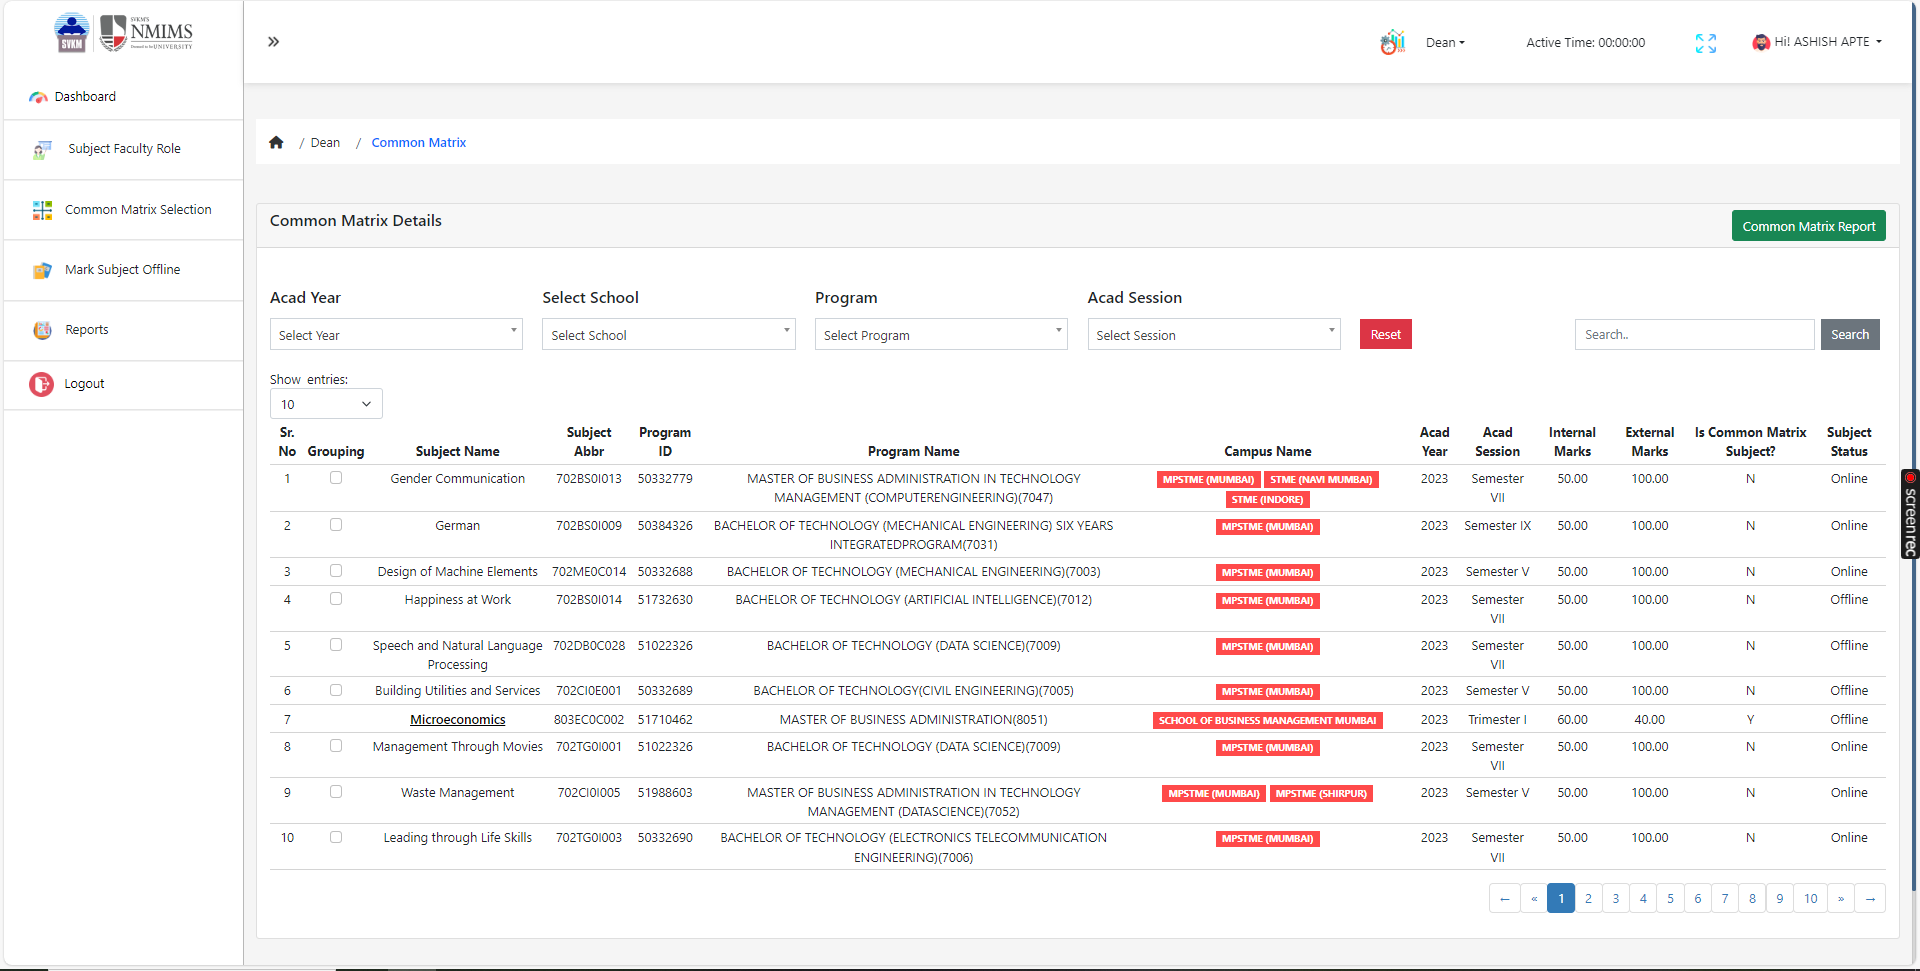 SVKM
SVKM'S
NMIMS
Deemed to be UNIVERSITY
Dean
Active Time: 00:00:00
Hi! ASHISH APTE
Dashboard
Subject Faculty Role
Common Matrix Selection
Mark Subject Offline
Reports
Logout
/ Dean / Common Matrix
Common Matrix Details
Common Matrix Report
Acad Year Select School Program Acad Session
Select Year Select School Select Program Select Session Reset Search.. Search
Show entries:
10
Sr. No Grouping Subject Name Subject Abbr Program ID Program Name Campus Name Acad Year Acad Session Internal Marks External Marks Is Common Matrix Subject? Subject Status
1 Gender Communication 702BS0I013 50332779 MASTER OF BUSINESS ADMINISTRATION IN TECHNOLOGY MANAGEMENT (COMPUTERENGINEERING)(7047) MPSTME (MUMBAI) STME (NAVI MUMBAI) STME (INDORE) 2023 Semester VII 50.00 100.00 N Online
2 German 702BS0I009 50384326 BACHELOR OF TECHNOLOGY (MECHANICAL ENGINEERING) SIX YEARS INTEGRATEDPROGRAM(7031) MPSTME (MUMBAI) 2023 Semester IX 50.00 100.00 N Online
3 Design of Machine Elements 702ME0C014 50332688 BACHELOR OF TECHNOLOGY (MECHANICAL ENGINEERING)(7003) MPSTME (MUMBAI) 2023 Semester V 50.00 100.00 N Online
4 Happiness at Work 702BS0I014 51732630 BACHELOR OF TECHNOLOGY (ARTIFICIAL INTELLIGENCE)(7012) MPSTME (MUMBAI) 2023 Semester VII 50.00 100.00 N Offline
5 Speech and Natural Language Processing 702DB0C028 51022326 BACHELOR OF TECHNOLOGY (DATA SCIENCE)(7009) MPSTME (MUMBAI) 2023 Semester VII 50.00 100.00 N Offline
6 Building Utilities and Services 702CI0E001 50332689 BACHELOR OF TECHNOLOGY(CIVIL ENGINEERING)(7005) MPSTME (MUMBAI) 2023 Semester V 50.00 100.00 N Offline
7 Microeconomics 803EC0C002 51710462 MASTER OF BUSINESS ADMINISTRATION(8051) SCHOOL OF BUSINESS MANAGEMENT MUMBAI 2023 Trimester I 60.00 40.00 Y Offline
8 Management Through Movies 702TG0I001 51022326 BACHELOR OF TECHNOLOGY (DATA SCIENCE)(7009) MPSTME (MUMBAI) 2023 Semester VII 50.00 100.00 N Online
9 Waste Management 702CI0I005 51988603 MASTER OF BUSINESS ADMINISTRATION IN TECHNOLOGY MANAGEMENT (DATASCIENCE)(7052) MPSTME (MUMBAI) MPSTME (SHIRPUR) 2023 Semester V 50.00 100.00 N Online
10 Leading through Life Skills 702TG0I003 50332690 BACHELOR OF TECHNOLOGY (ELECTRONICS TELECOMMUNICATION ENGINEERING)(7006) MPSTME (MUMBAI) 2023 Semester VII 50.00 100.00 N Online
← « 1 2 3 4 5 6 7 8 9 10 » →
screenrec